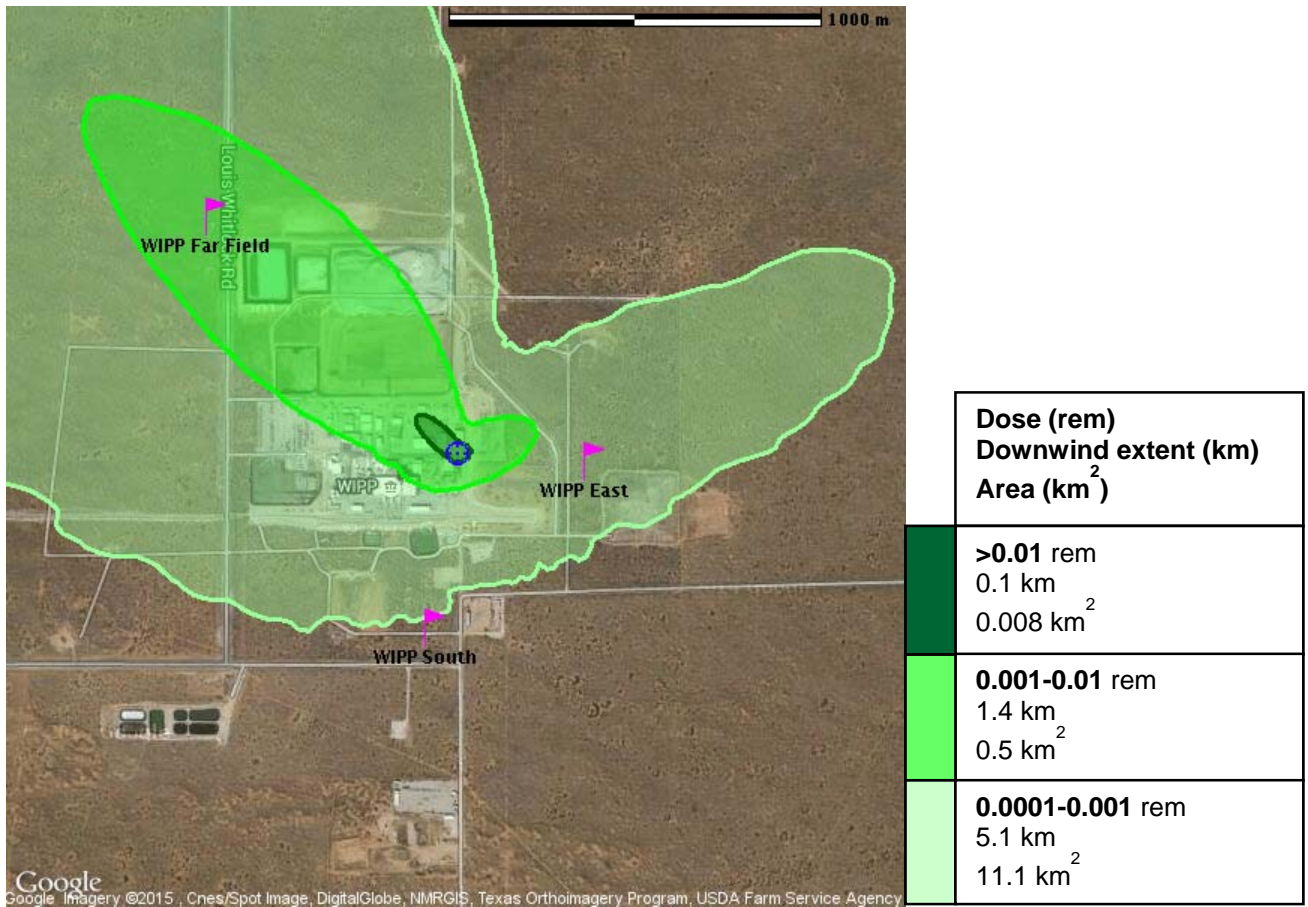 1000 m
Louis Whitlock Rd
WIPP Far Field
WIPP
WIPP East
WIPP South
Google
Google Imagery ©2015 , Cnes/Spot Image, DigitalGlobe, NMRGIS, Texas Orthoimagery Program, USDA Farm Service Agency
Dose (rem)
Downwind extent (km)
Area (km²)
>0.01 rem
0.1 km
0.008 km²
0.001-0.01 rem
1.4 km
0.5 km²
0.0001-0.001 rem
5.1 km
11.1 km²